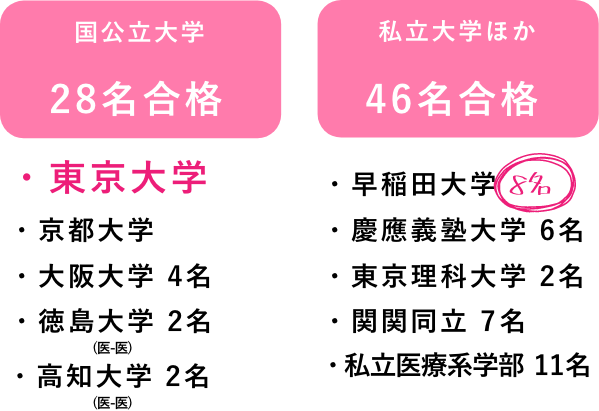 国公立大学
28名合格
・東京大学
・京都大学
・大阪大学 4名
・徳島大学 2名
(医-医)
・高知大学 2名
(医-医)
私立大学ほか
46名合格
・早稲田大学 8名
・慶應義塾大学 6名
・東京理科大学 2名
・関関同立 7名
・私立医療系学部 11名